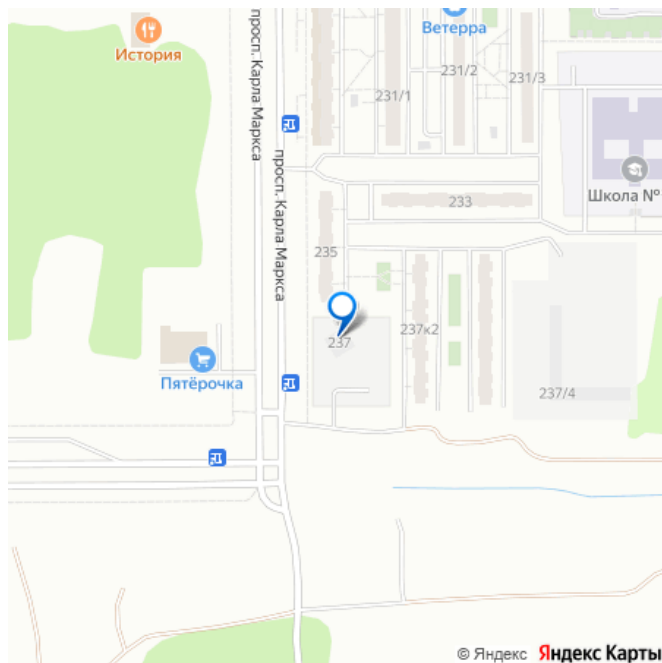 Ветерра
История
просп. Карла Маркса
231/1
231/2
231/3
просп. Карла Маркса
Школа №
233
235
237
237к2
Пятёрочка
237/4
© Яндекс Яндекс Карты